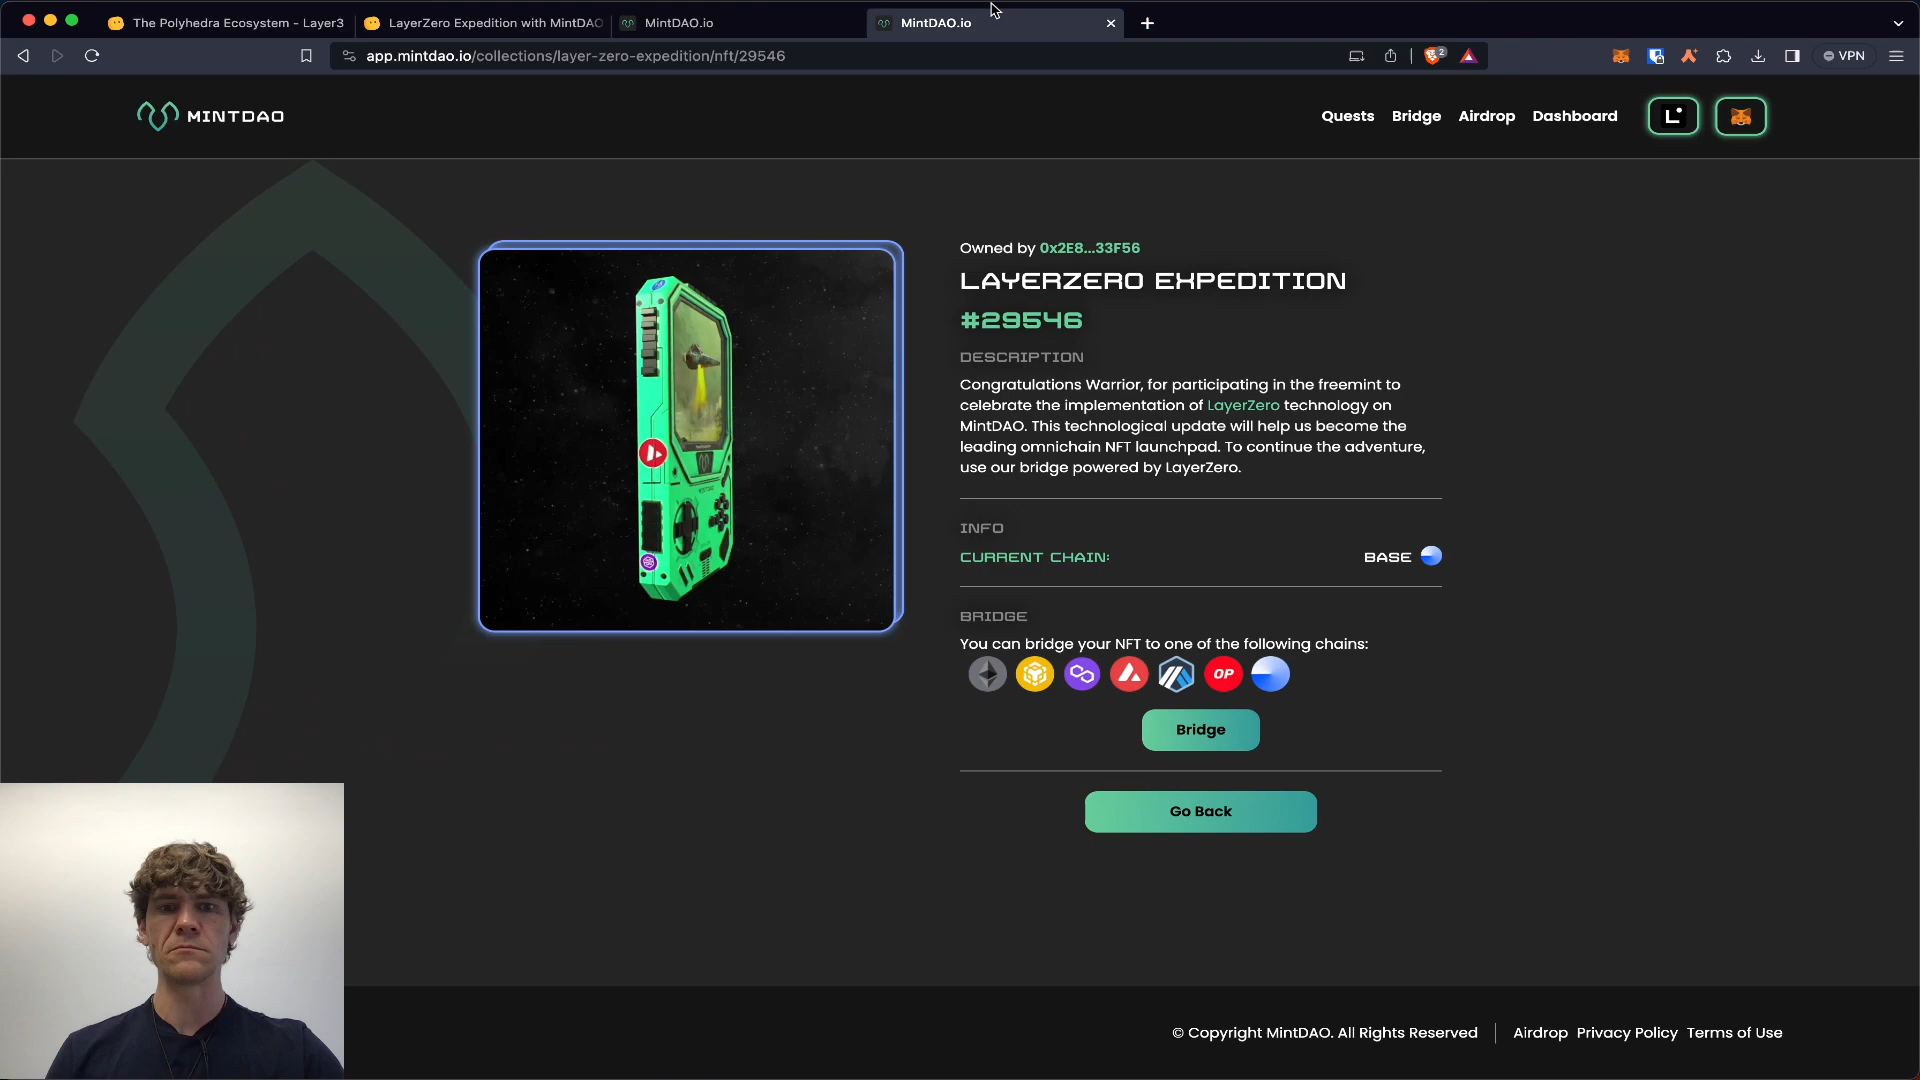 The Polyhedra Ecosystem - Layer3
LayerZero Expedition with MintDAO
MintDAO.io
MintDAO.io
app.mintdao.io/collections/layer-zero-expedition/nft/29546
2
VPN
MINTDAO
Quests
Bridge
Airdrop
Dashboard
Owned by 0x2E8...33F56
LAYERZERO EXPEDITION
#29546
DESCRIPTION
Congratulations Warrior, for participating in the freemint to
celebrate the implementation of LayerZero technology on
MintDAO. This technological update will help us become the
leading omnichain NFT launchpad. To continue the adventure,
use our bridge powered by LayerZero.
INFO
CURRENT CHAIN:
BASE
BRIDGE
You can bridge your NFT to one of the following chains:
OP
Bridge
Go Back
© Copyright MintDAO. All Rights Reserved
Airdrop
Privacy Policy
Terms of Use